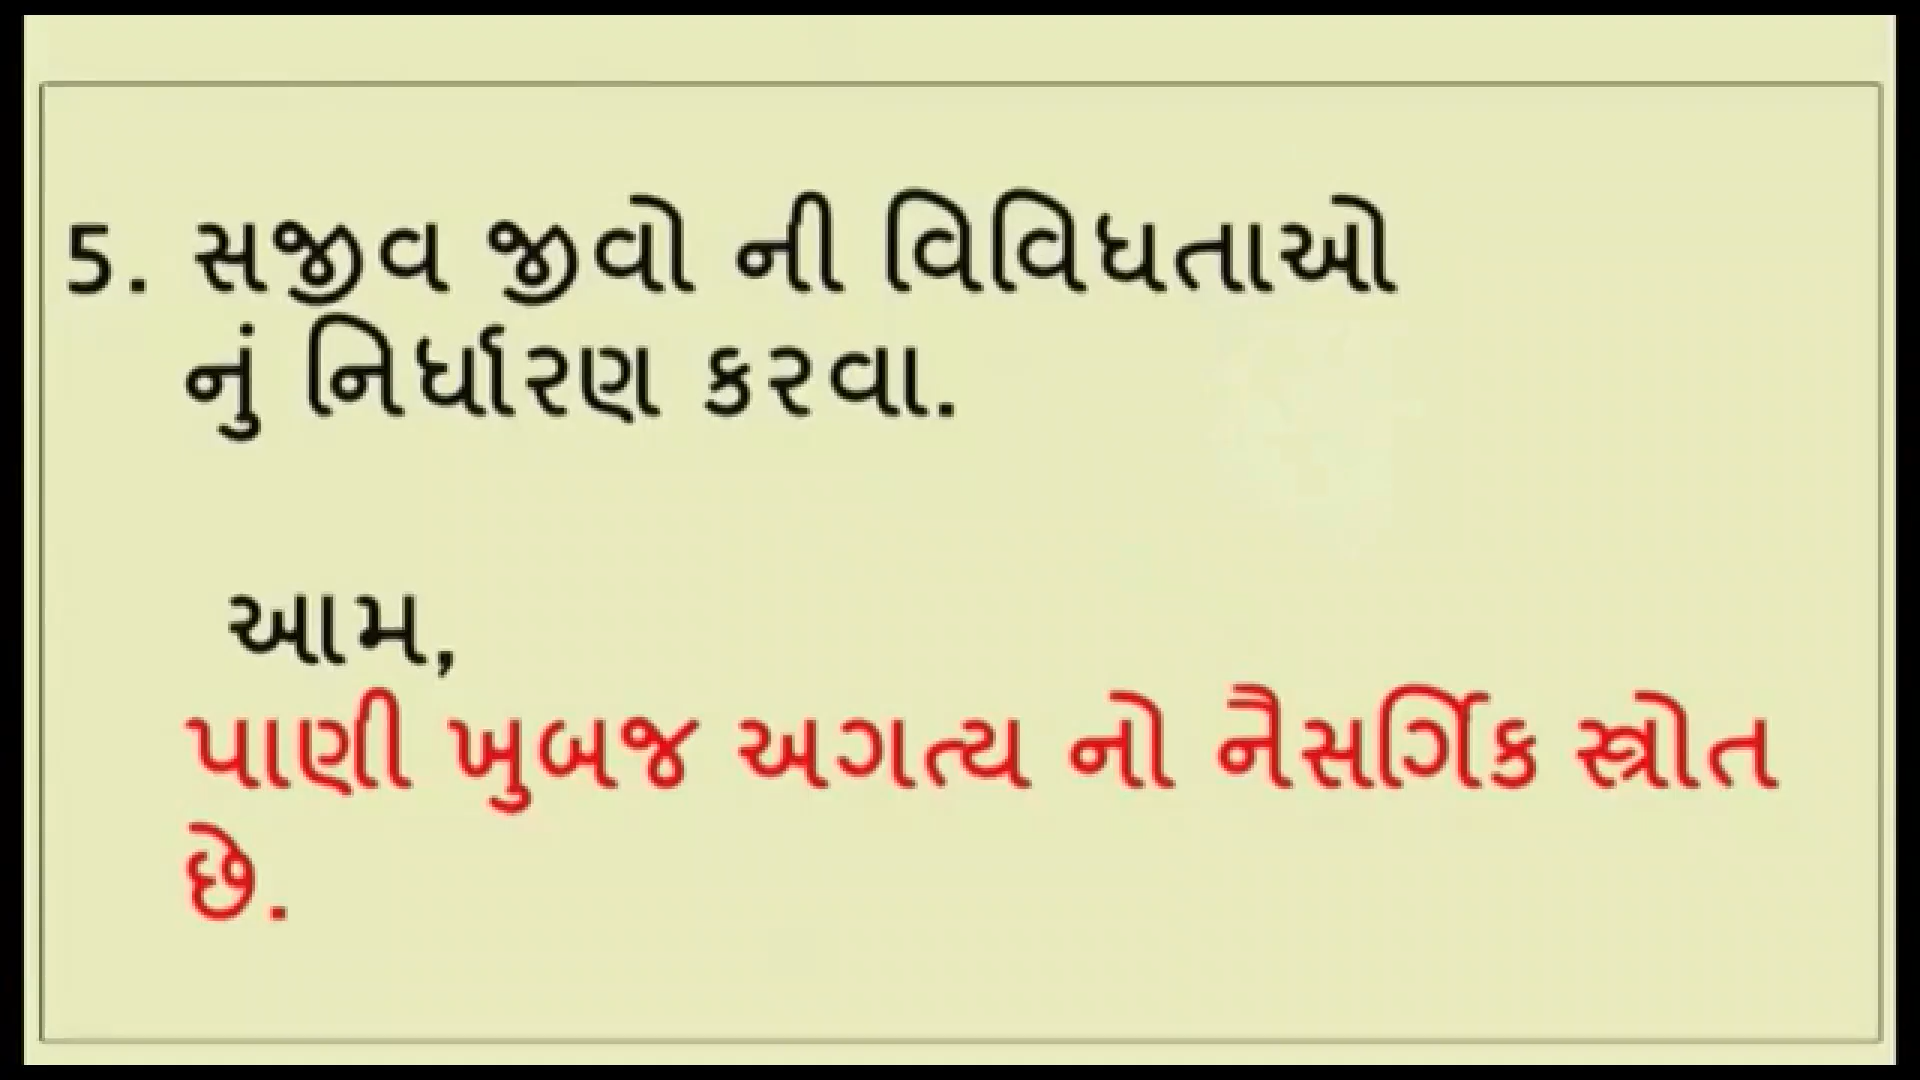 5. સજીવ જીવો ની વિવિધતાઓ
નું નિર્ધારણ કરવા.
આમ,
પાણી ખુબજ અગત્ય નો નૈસર્ગિક સ્ત્રોત
છે.